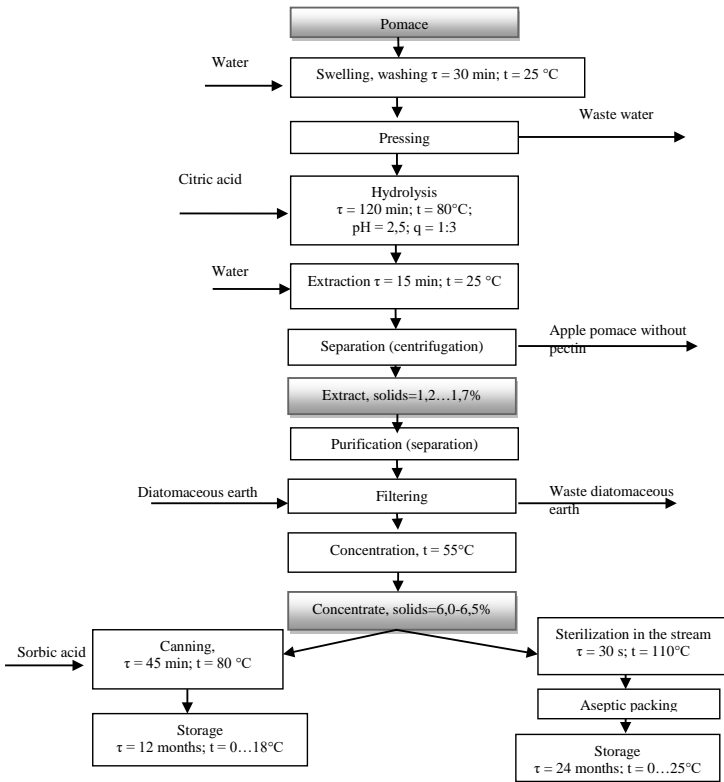 Pomace
Water
Swelling, washing τ = 30 min; t = 25 °C
Waste water
Pressing
Citric acid
Hydrolysis
τ = 120 min; t = 80°C;
pH = 2,5; q = 1:3
Water
Extraction τ = 15 min; t = 25 °C
Separation (centrifugation)
Apple pomace without
pectin
Extract, solids=1,2…1,7%
Purification (separation)
Diatomaceous earth
Filtering
Waste diatomaceous
earth
Concentration, t = 55°C
Concentrate, solids=6,0-6,5%
Sorbic acid
Canning,
τ = 45 min; t = 80 °C
Storage
τ = 12 months; t = 0…18°C
Sterilization in the stream
τ = 30 s; t = 110°C
Aseptic packing
Storage
τ = 24 months; t = 0…25°C